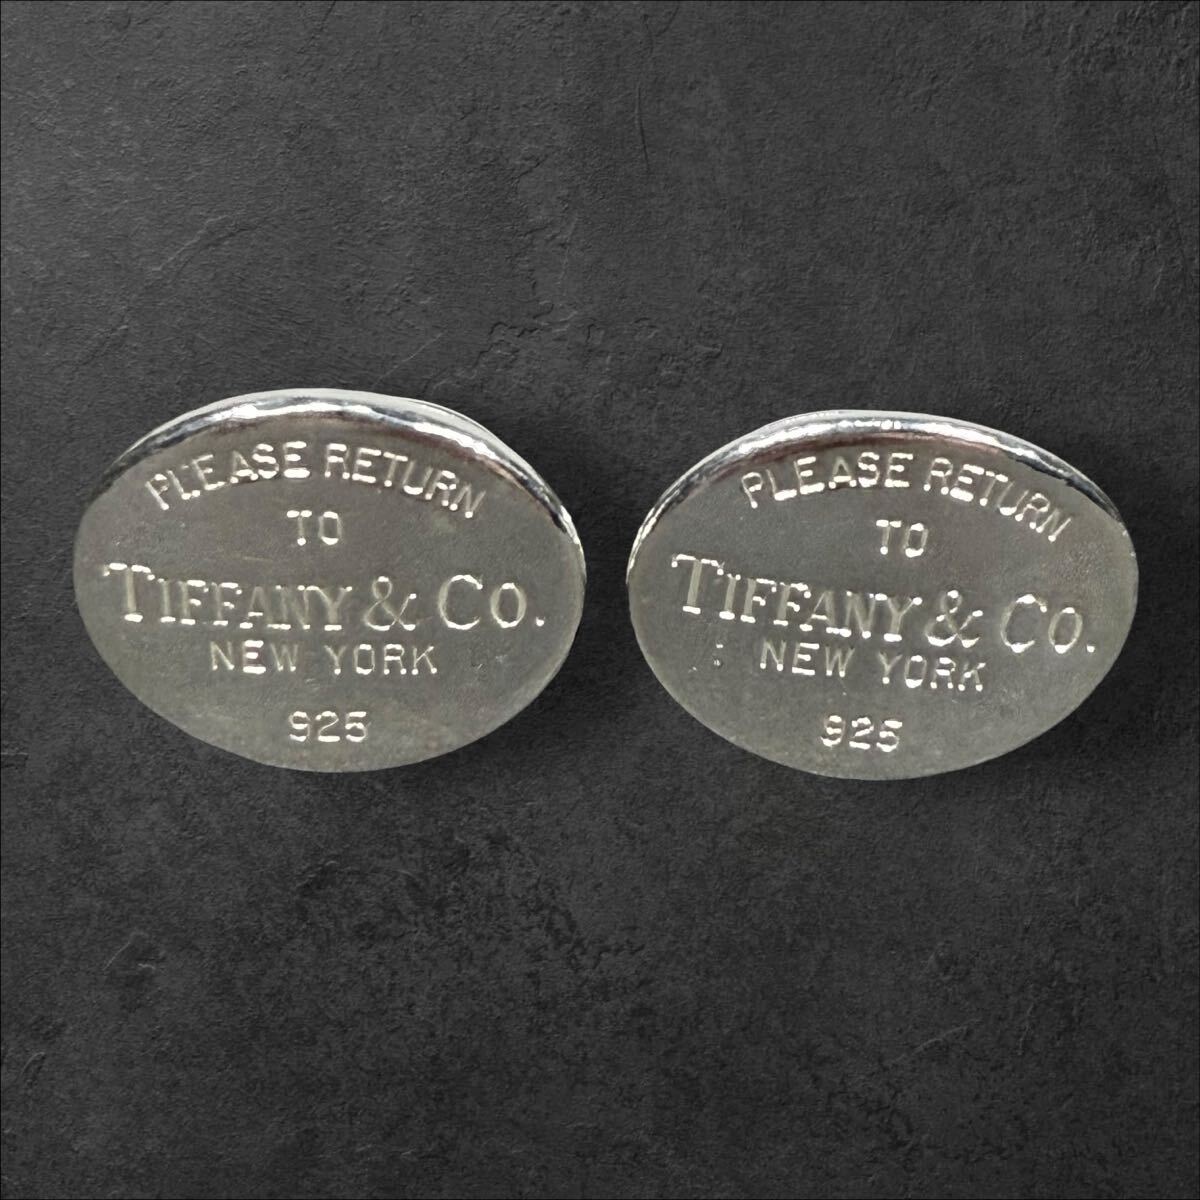 PLEASE RETURN
TO
TIFFANY & CO.
NEW YORK
925
PLEASE RETURN
TO
TIFFANY & CO.
NEW YORK
925